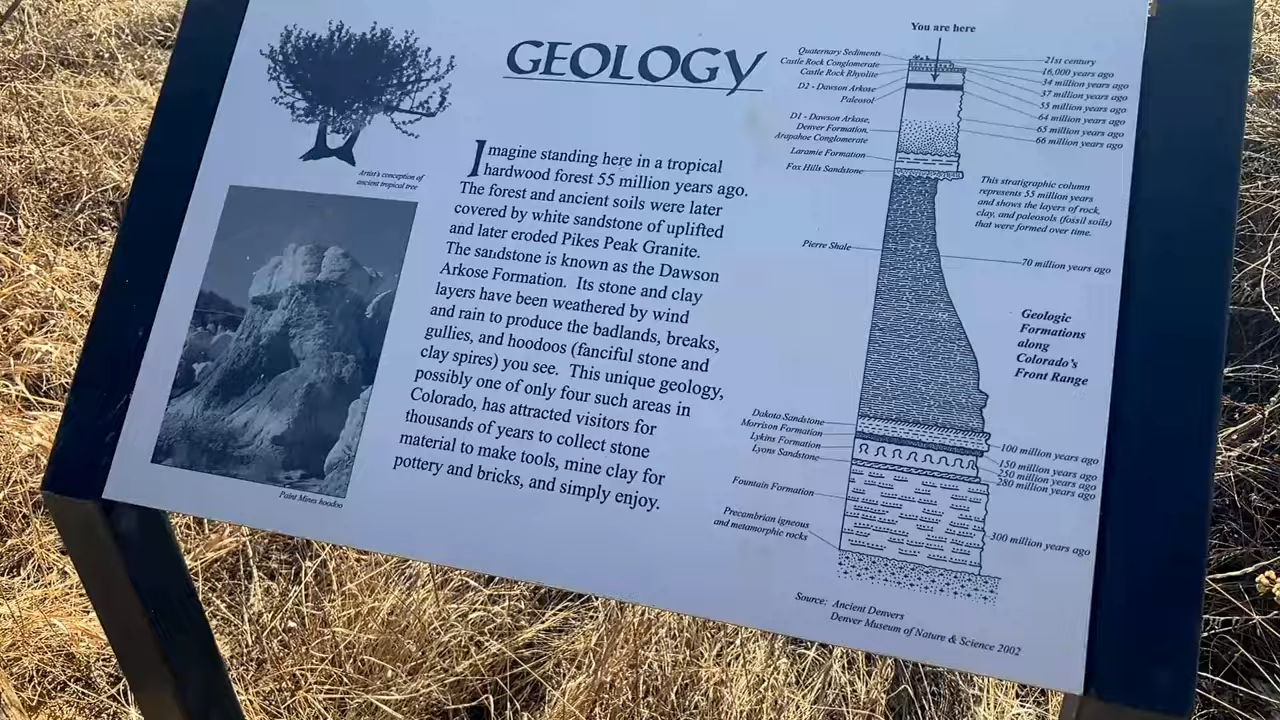 GEOLOGY
Artist's conception of
ancient tropical tree
Paint Mines hoodoo
Imagine standing here in a tropical
hardwood forest 55 million years ago.
The forest and ancient soils were later
covered by white sandstone of uplifted
and later eroded Pikes Peak Granite.
The sandstone is known as the Dawson
Arkose Formation. Its stone and clay
layers have been weathered by wind
and rain to produce the badlands, breaks,
gullies, and hoodoos (fanciful stone and
clay spires) you see. This unique geology,
possibly one of only four such areas in
Colorado, has attracted visitors for
thousands of years to collect stone
material to make tools, mine clay for
pottery and bricks, and simply enjoy.
You are here
Quaternary Sediments
Castle Rock Conglomerate
Castle Rock Rhyolite
D2 - Dawson Arkose
Paleosol
D1 - Dawson Arkose,
Denver Formation,
Arapahoe Conglomerate
Laramie Formation
Fox Hills Sandstone
Pierre Shale
Dakota Sandstone
Morrison Formation
Lykins Formation
Lyons Sandstone
Fountain Formation
Precambrian igneous
and metamorphic rocks
21st century
16,000 years ago
34 million years ago
37 million years ago
55 million years ago
64 million years ago
65 million years ago
66 million years ago
This stratigraphic column
represents 55 million years
and shows the layers of rock,
clay, and paleosols (fossil soils)
that were formed over time.
70 million years ago
Geologic
Formations
along
Colorado's
Front Range
100 million years ago
150 million years ago
250 million years ago
280 million years ago
300 million years ago
Source: Ancient Denvers
Denver Museum of Nature & Science 2002